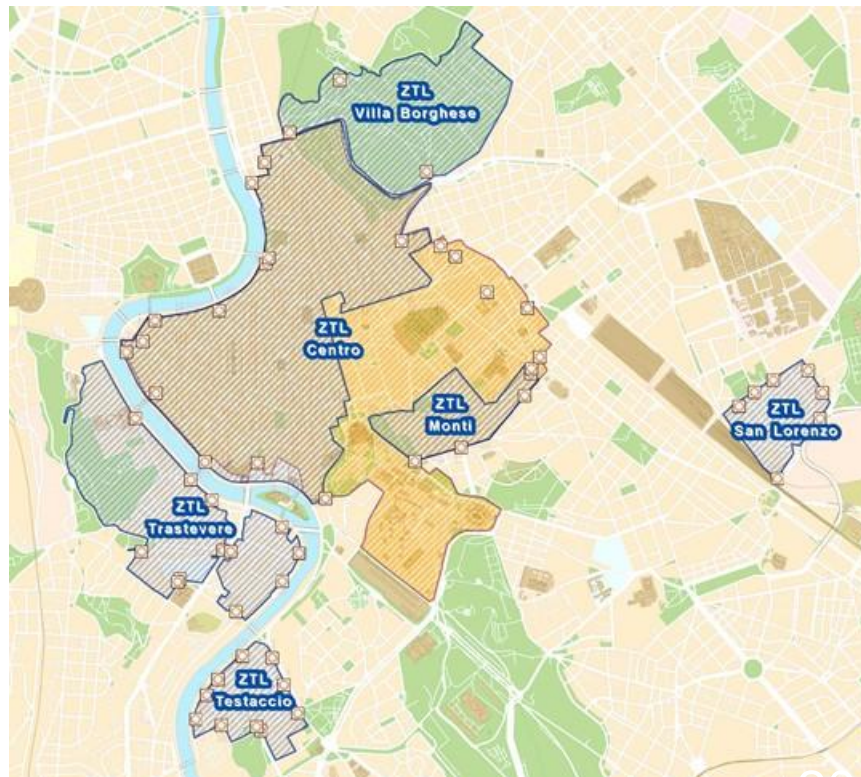 ZTL
Villa Borghese
ZTL
Centro
ZTL
Monti
ZTL
San Lorenzo
ZTL
Trastevere
ZTL
Testaccio